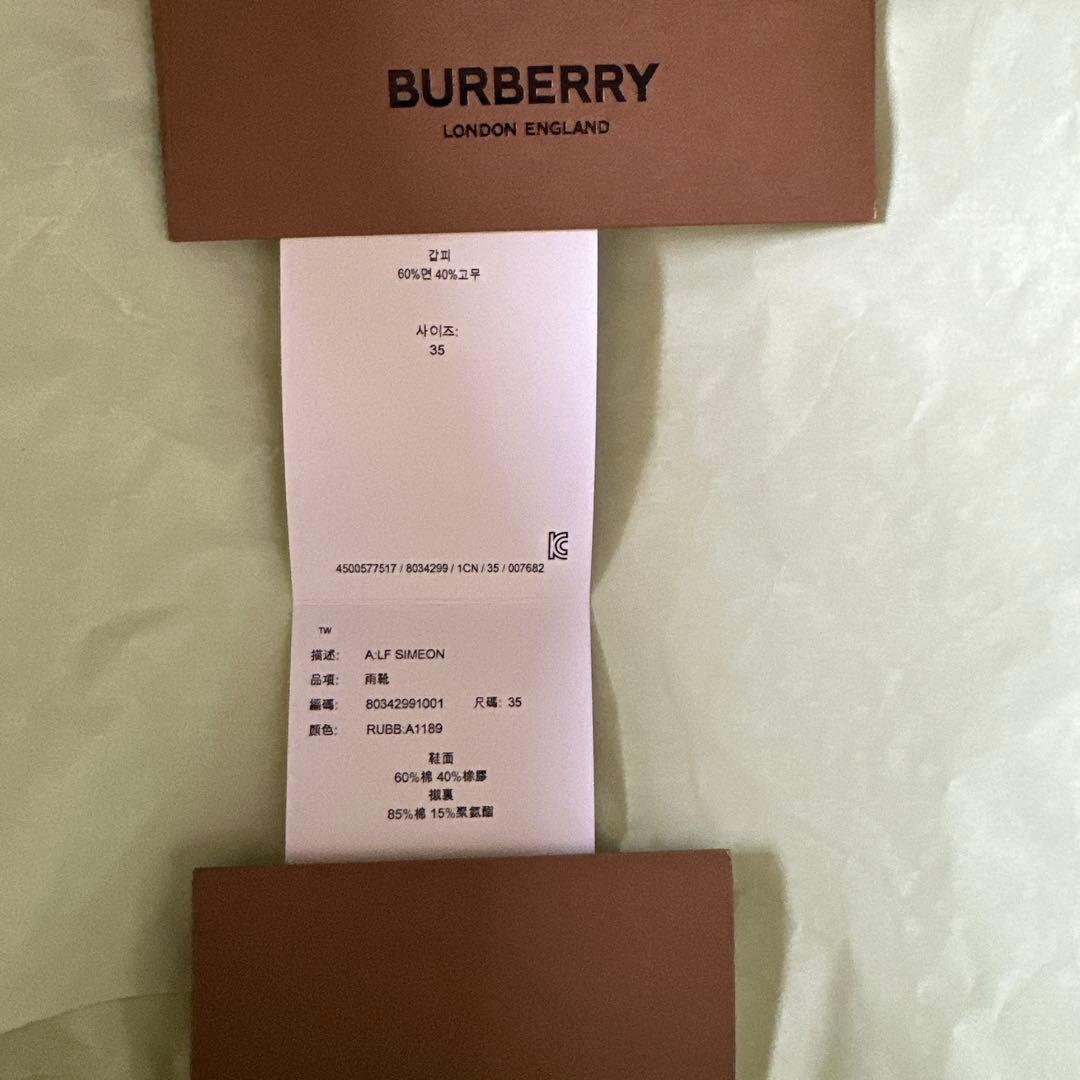 BURBERRY
LONDON ENGLAND
갑피
60%면 40%고무
사이즈:
35
4500577517 / 8034299 / 1CN / 35 / 007682
TW
描述: A:LF SIMEON
品項: 雨靴
編碼: 80342991001 尺碼: 35
顏色: RUBB:A1189
鞋面
60%棉 40%橡膠
襯裏
85%棉 15%聚氨酯